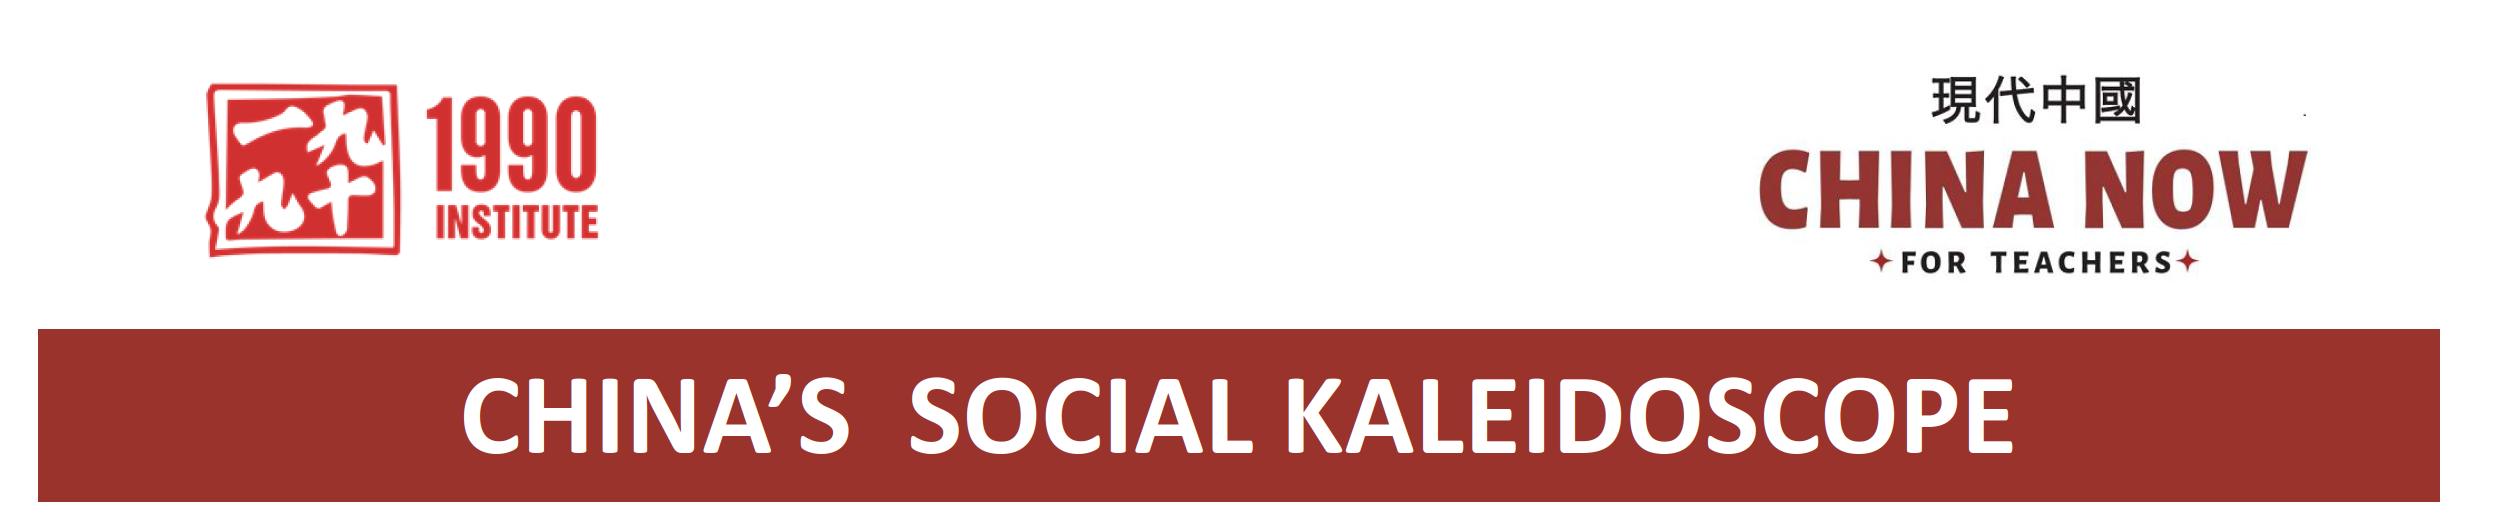 1990
INSTITUTE
現代中國
CHINA NOW
FOR TEACHERS
CHINA’S  SOCIAL KALEIDOSCOPE